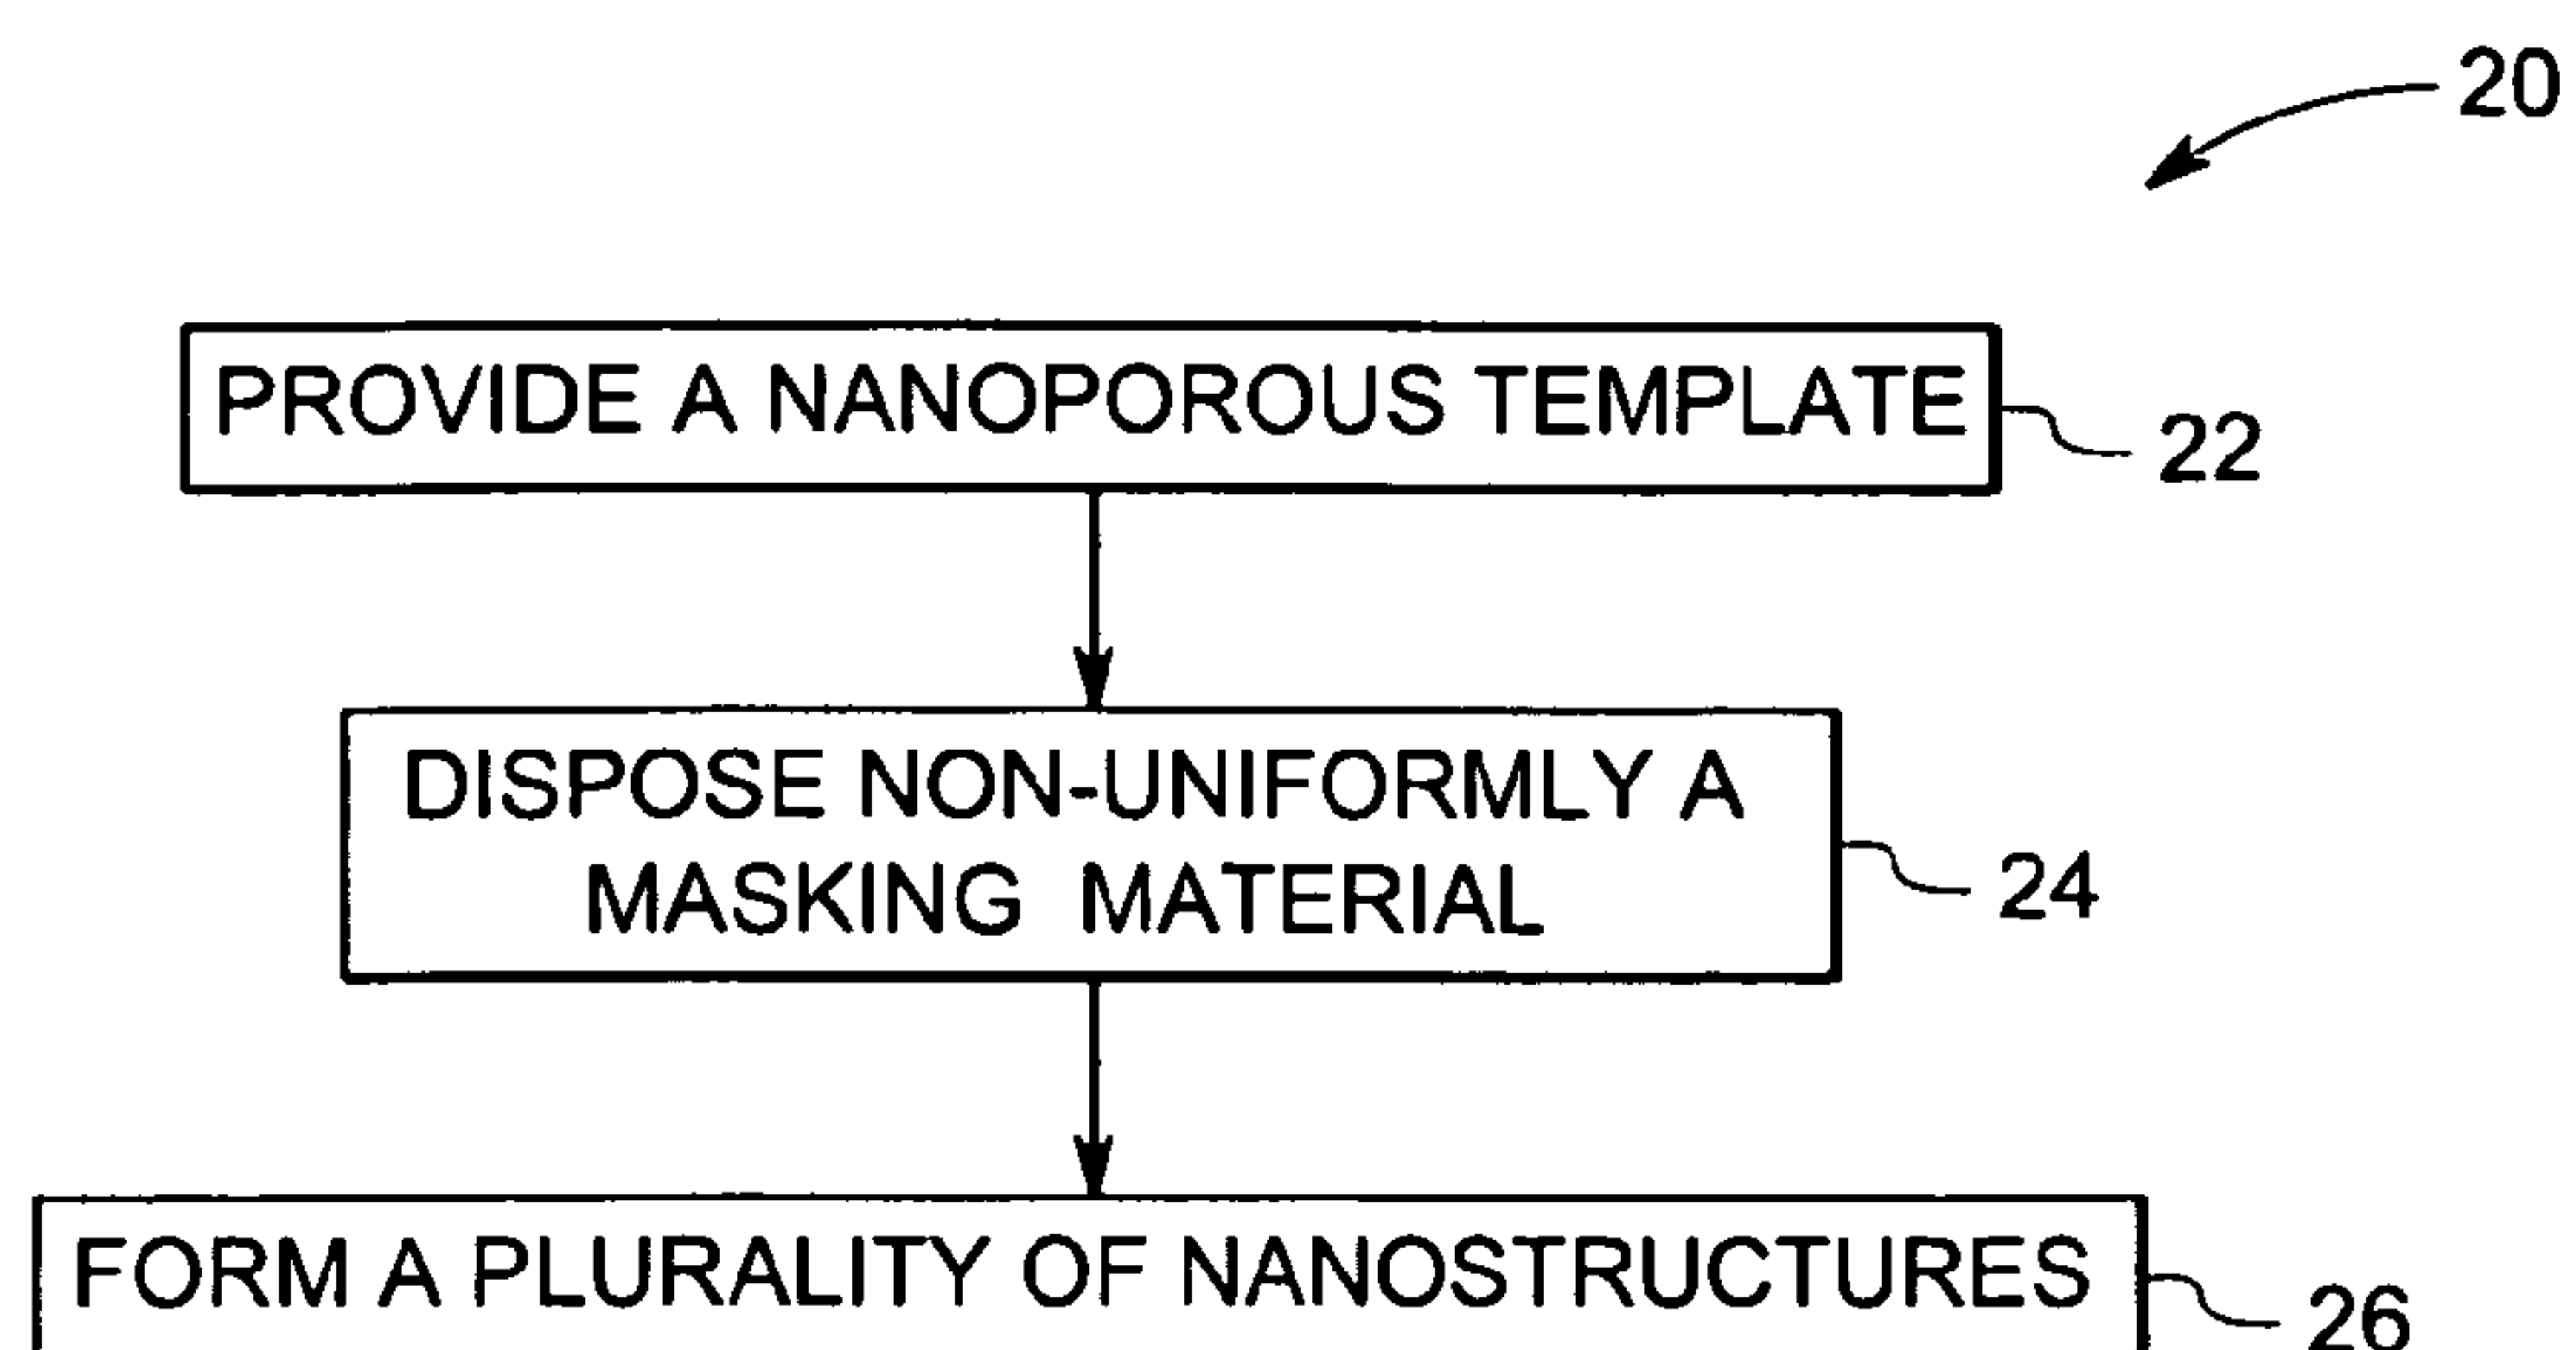 20
PROVIDE A NANOPOROUS TEMPLATE
22
DISPOSE NON-UNIFORMLY A
MASKING MATERIAL
24
FORM A PLURALITY OF NANOSTRUCTURES
26